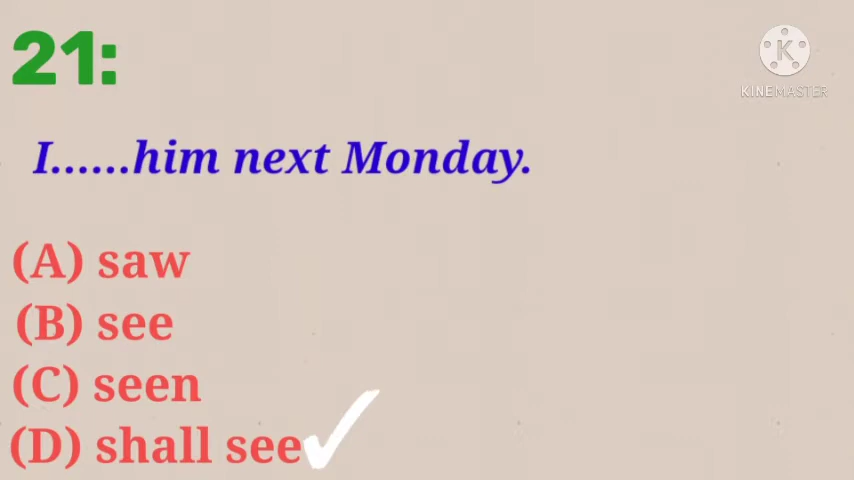 21:
K
KINEMASTER
I......him next Monday.
(A) saw
(B) see
(C) seen
(D) shall see